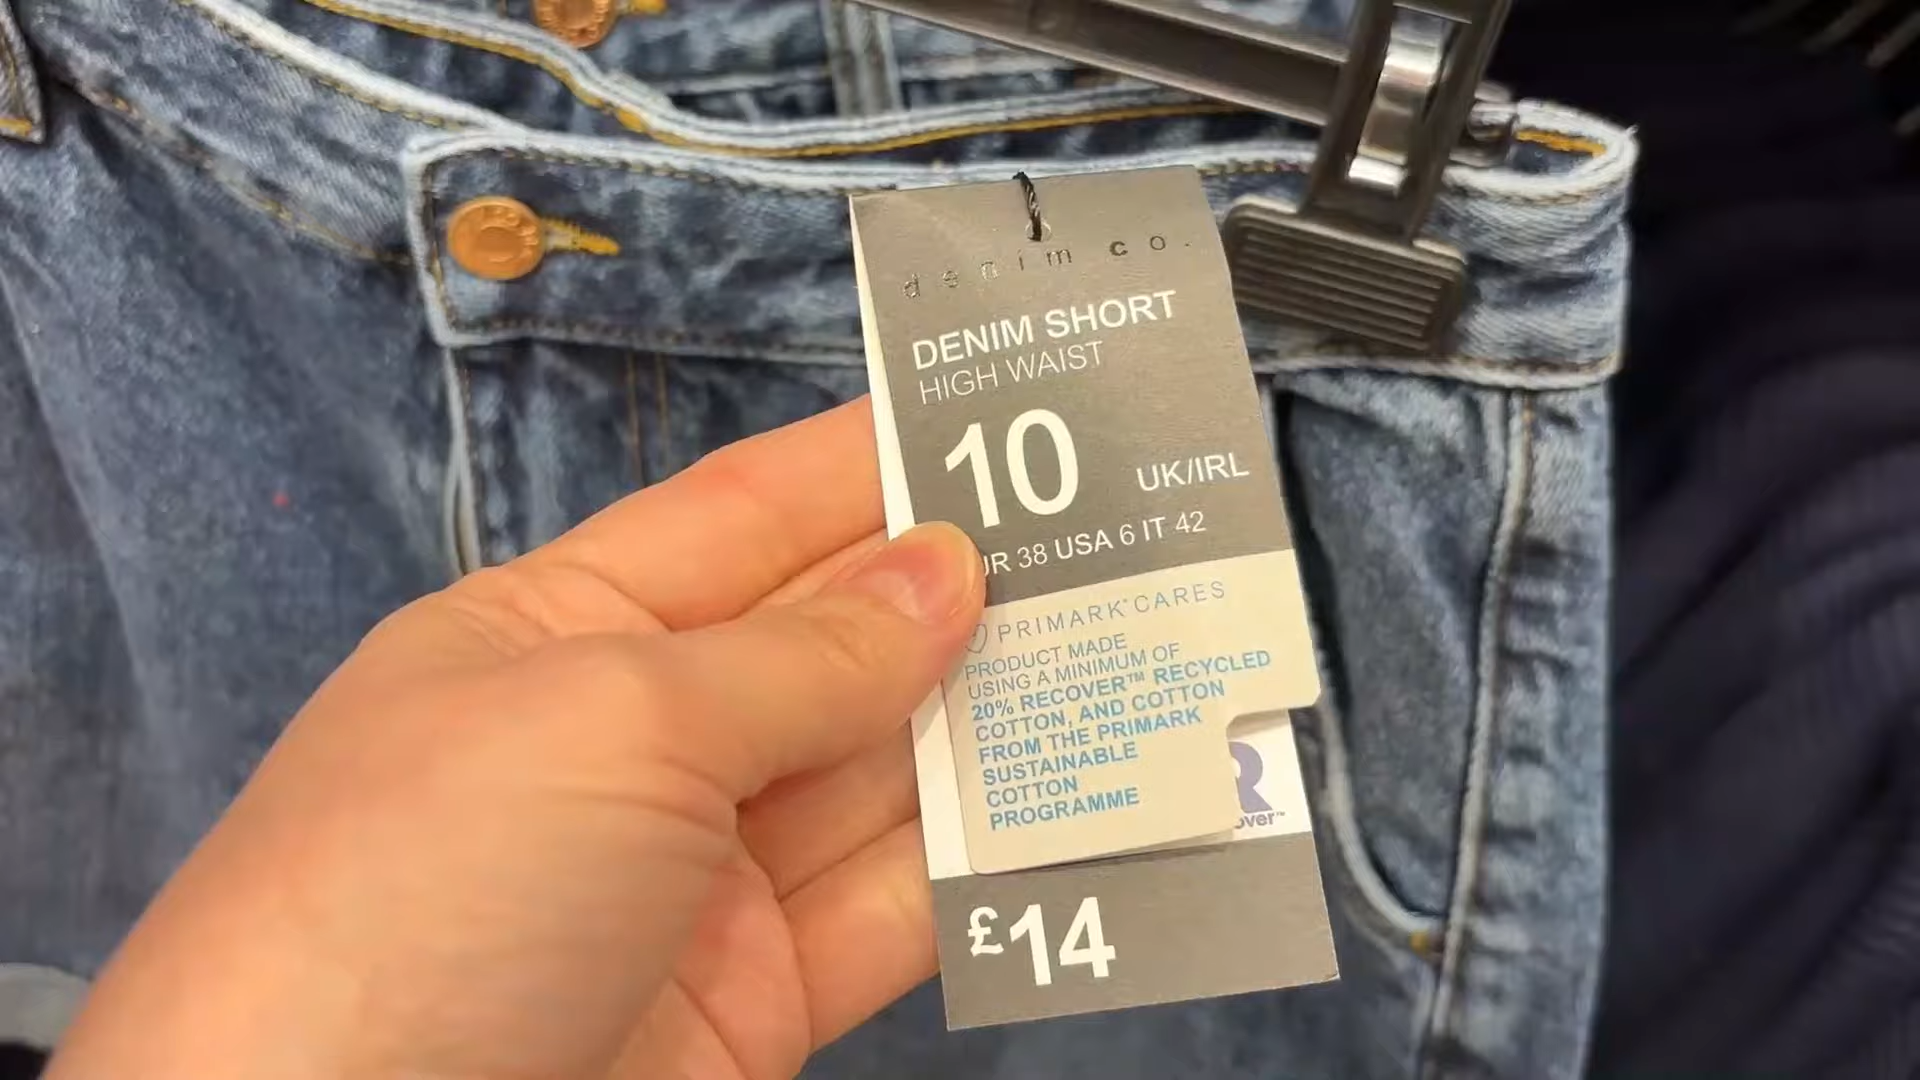 denim co.
DENIM SHORT
HIGH WAIST
10 UK/IRL
38 USA 6 IT 42
PRIMARK® CARES
PRODUCT MADE
USING A MINIMUM OF
20% RECOVER™ RECYCLED
COTTON, AND COTTON
FROM THE PRIMARK
SUSTAINABLE
COTTON
PROGRAMME
£14